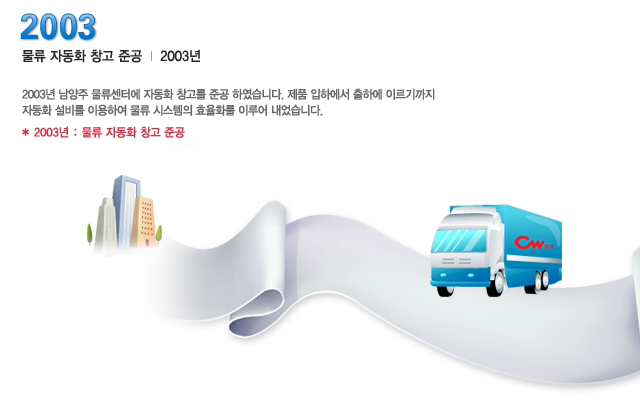 2003
물류 자동화 창고 준공 | 2003년
2003년 남양주 물류센터에 자동화 창고를 준공 하였습니다. 제품 입하에서 출하에 이르기까지
자동화 설비를 이용하여 물류 시스템의 효율화를 이루어 내었습니다.
* 2003년 : 물류 자동화 창고 준공
CW